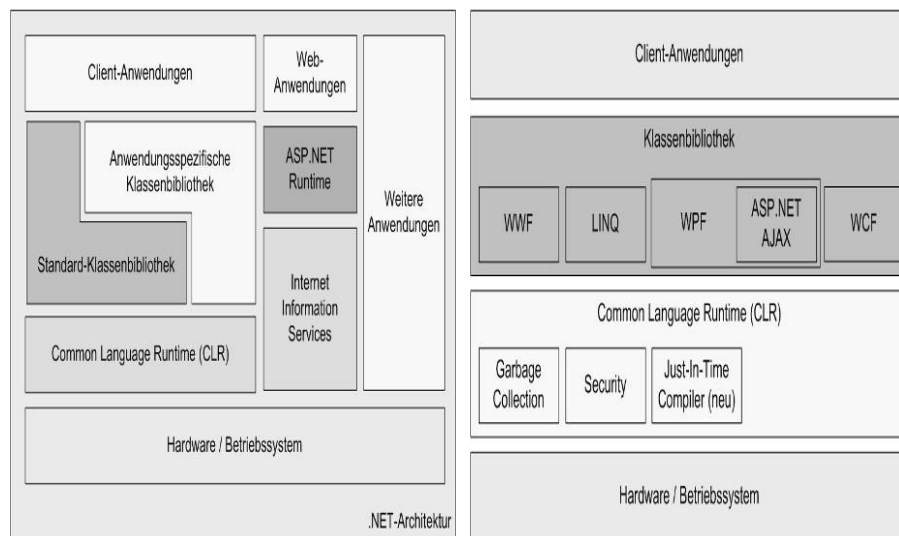 Client-Anwendungen
Web-
Anwendungen
Anwendungsspezifische
Klassenbibliothek
ASP.NET
Runtime
Weitere
Anwendungen
Standard-Klassenbibliothek
Internet
Information
Services
Common Language Runtime (CLR)
Hardware / Betriebssystem
.NET-Architektur
Client-Anwendungen
Klassenbibliothek
WWF
LINQ
WPF
ASP.NET
AJAX
WCF
Common Language Runtime (CLR)
Garbage
Collection
Security
Just-In-Time
Compiler (neu)
Hardware / Betriebssystem